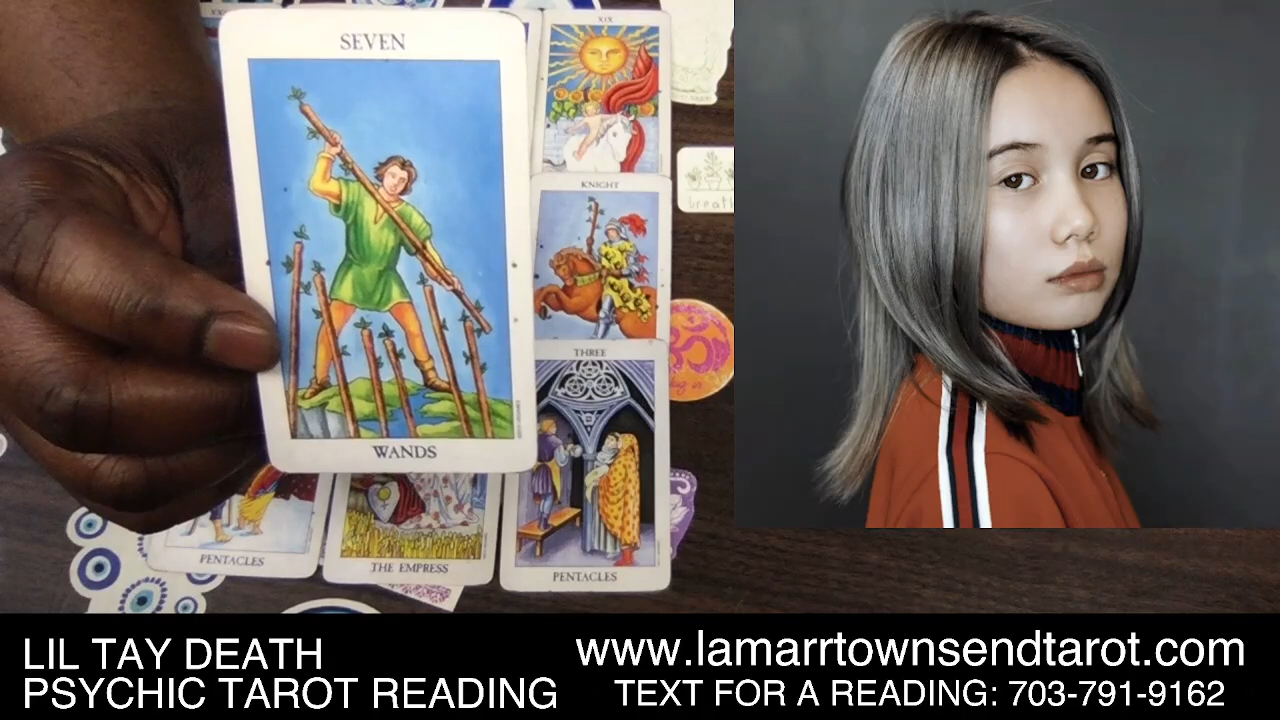 SEVEN
WANDS
XIX
KNIGHT
THREE
PENTACLES
PENTACLES
THE EMPRESS
LIL TAY DEATH
PSYCHIC TAROT READING
www.lamarrtownsendtarot.com
TEXT FOR A READING: 703-791-9162